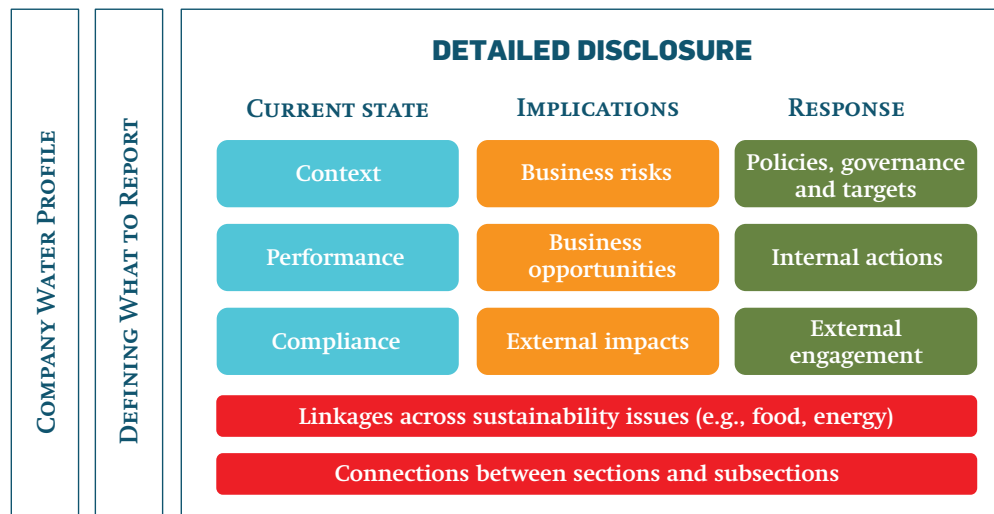 COMPANY WATER PROFILE
DEFINING WHAT TO REPORT
DETAILED DISCLOSURE
CURRENT STATE
IMPLICATIONS
RESPONSE
Context
Business risks
Policies, governance
and targets
Performance
Business
opportunities
Internal actions
Compliance
External impacts
External
engagement
Linkages across sustainability issues (e.g., food, energy)
Connections between sections and subsections